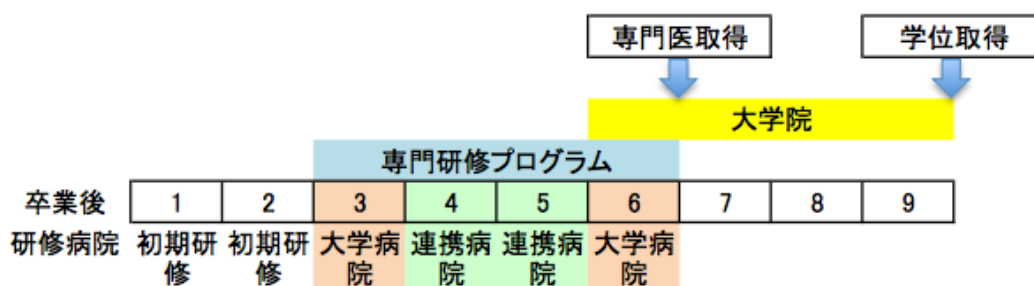 専門医取得 学位取得
大学院
専門研修プログラム
卒業後 1 2 3 4 5 6 7 8 9
研修病院 初期研修 初期研修 大学病院 連携病院 連携病院 大学病院